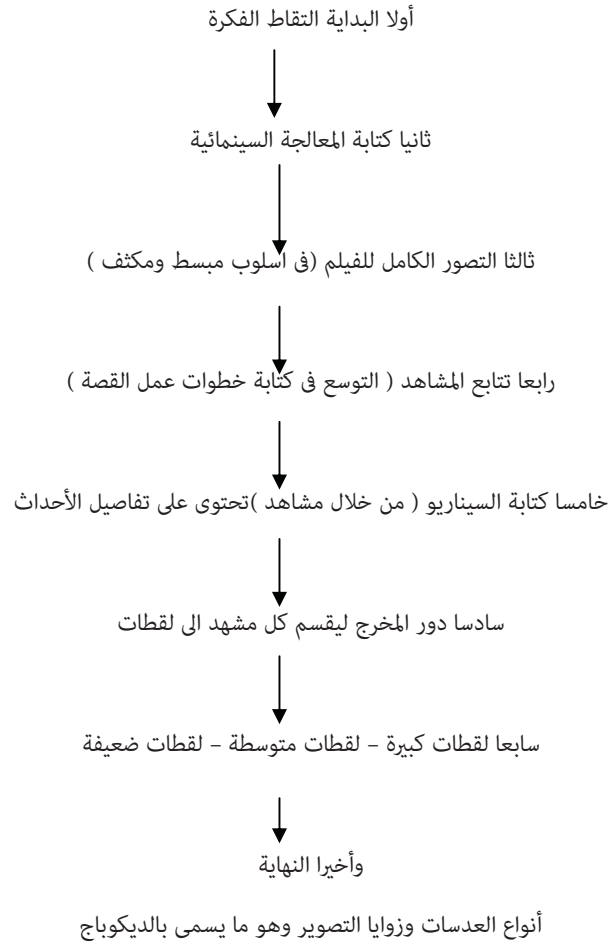 أولا البداية التقاط الفكرة
ثانيا كتابة المعالجة السينمائية
ثالثا التصور الكامل للفيلم (فى اسلوب مبسط ومكثف )
رابعا تتابع المشاهد ( التوسع فى كتابة خطوات عمل القصة )
خامسا كتابة السيناريو ( من خلال مشاهد )تحتوى على تفاصيل الأحداث
سادسا دور المخرج ليقسم كل مشهد الى لقطات
سابعا لقطات كبيرة – لقطات متوسطة – لقطات ضعيفة
وأخيرا النهاية
أنواع العدسات وزوايا التصوير وهو ما يسمى بالديكوباج